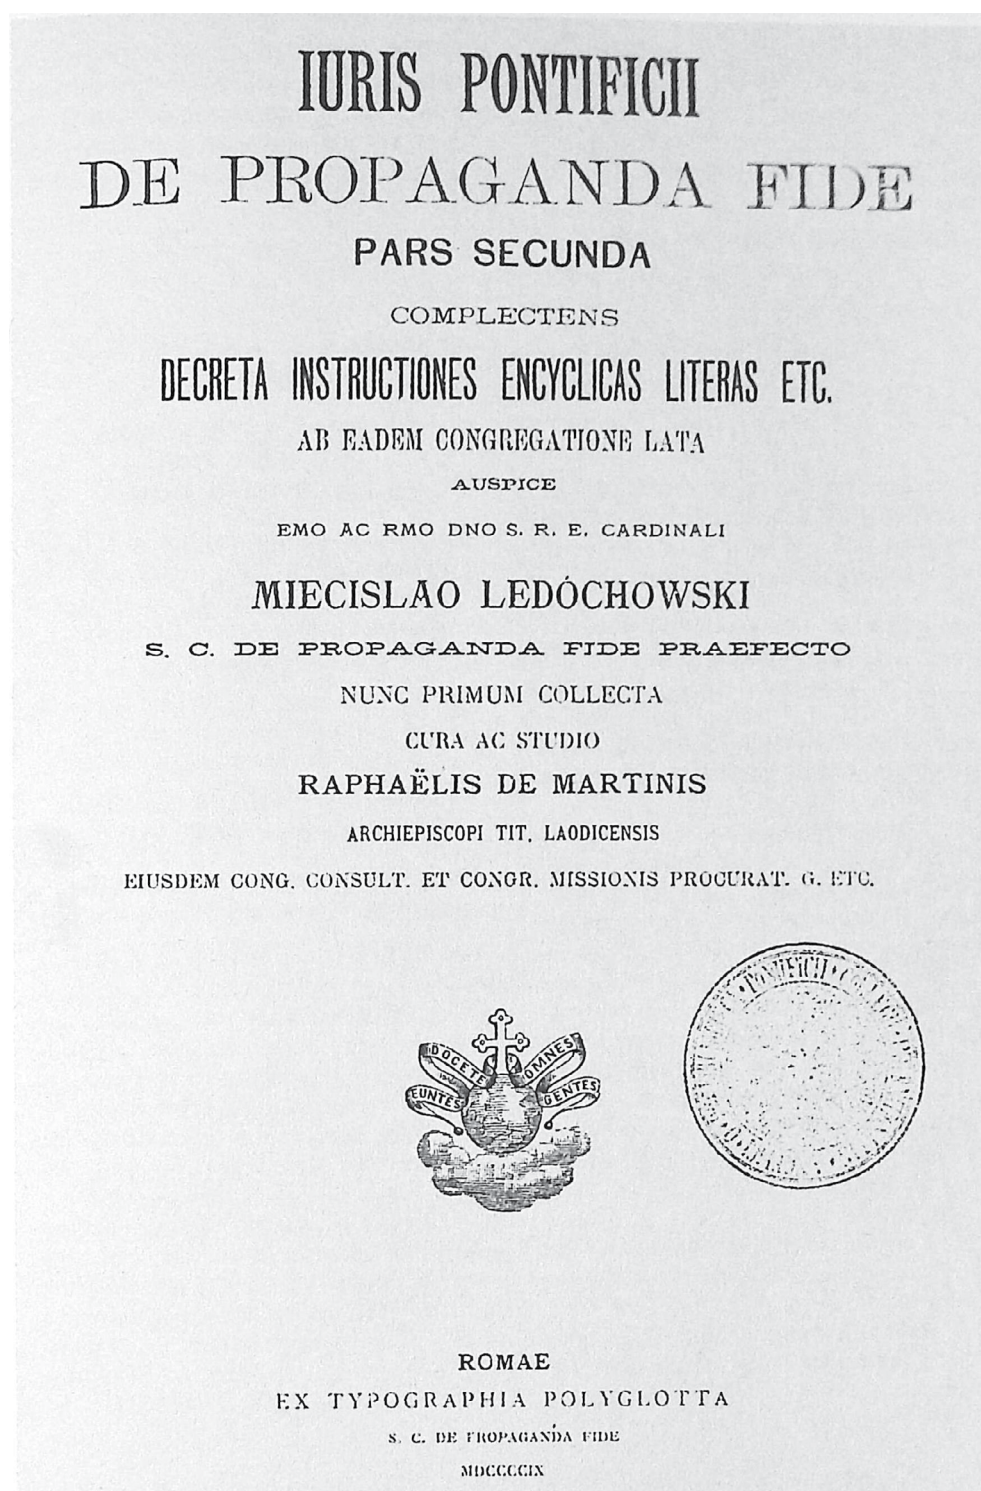 IURIS PONTIFICII
DE PROPAGANDA FIDE
PARS SECUNDA
COMPLECTENS
DECRETA INSTRUCTIONES ENCYCLICAS LITERAS ETC.
AB EADEM CONGREGATIONE LATA
AUSPICE
EMO AC RMO DNO S. R. E. CARDINALI
MIECISLAO LEDÓCHOWSKI
S. C. DE PROPAGANDA FIDE PRAEFECTO
NUNC PRIMUM COLLECTA
CURA AC STUDIO
RAPHAËLIS DE MARTINIS
ARCHIEPISCOPI TIT. LAODICENSIS
EIUSDEM CONG. CONSULT. ET CONGR. MISSIONIS PROCURAT. G. ETC.
PONTIFICII
EUNTES DOCETE OMNES GENTES
ROMAE
EX TYPOGRAPHIA POLYGLOTTA
S. C. DE PROPAGANDA FIDE
MDCCCCIX